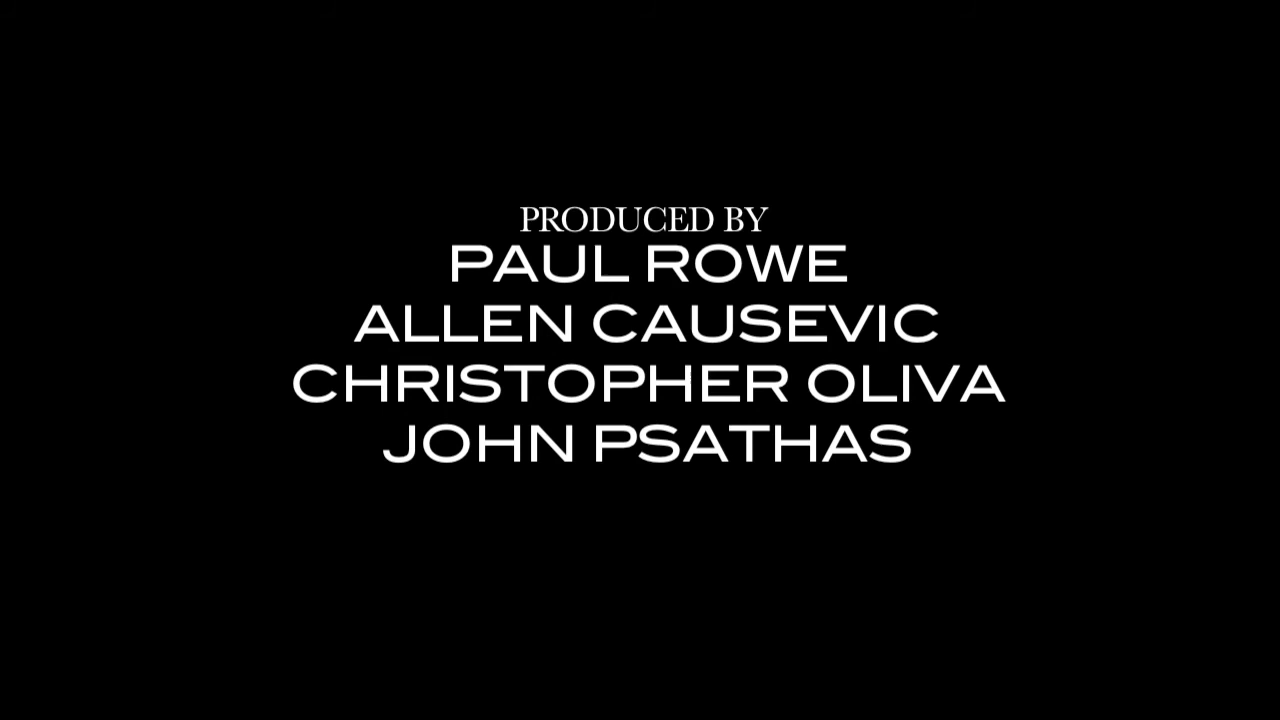 PRODUCED BY
PAUL ROWE
ALLEN CAUSEVIC
CHRISTOPHER OLIVA
JOHN PSATHAS